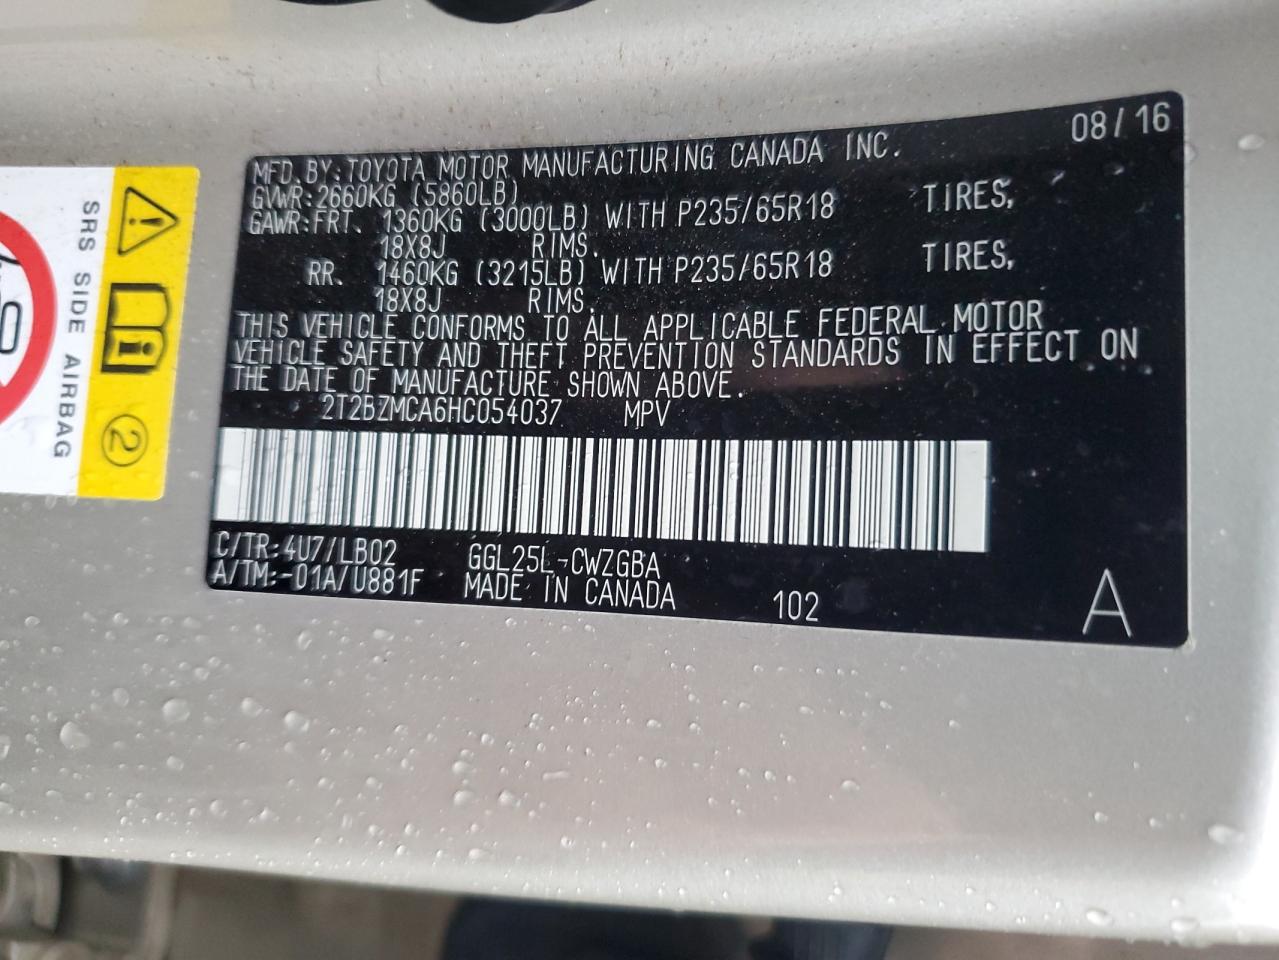 08/16
MFD.BY:TOYOTA MOTOR MANUFACTURING CANADA INC.
GVWR:2660KG (5860LB)
GAWR:FRT. 1360KG (3000LB) WITH P235/65R18 TIRES,
18X8J RIMS.
RR. 1460KG (3215LB) WITH P235/65R18 TIRES,
18X8J RIMS.
THIS VEHICLE CONFORMS TO ALL APPLICABLE FEDERAL MOTOR
VEHICLE SAFETY AND THEFT PREVENTION STANDARDS IN EFFECT ON
THE DATE OF MANUFACTURE SHOWN ABOVE.
2T2BZMCA6HC054037 MPV
C/TR:4U7/LB02 GGL25L-CWZGBA
A/TM:-01A/U881F MADE IN CANADA 102 A
SRS SIDE AIRBAG
2